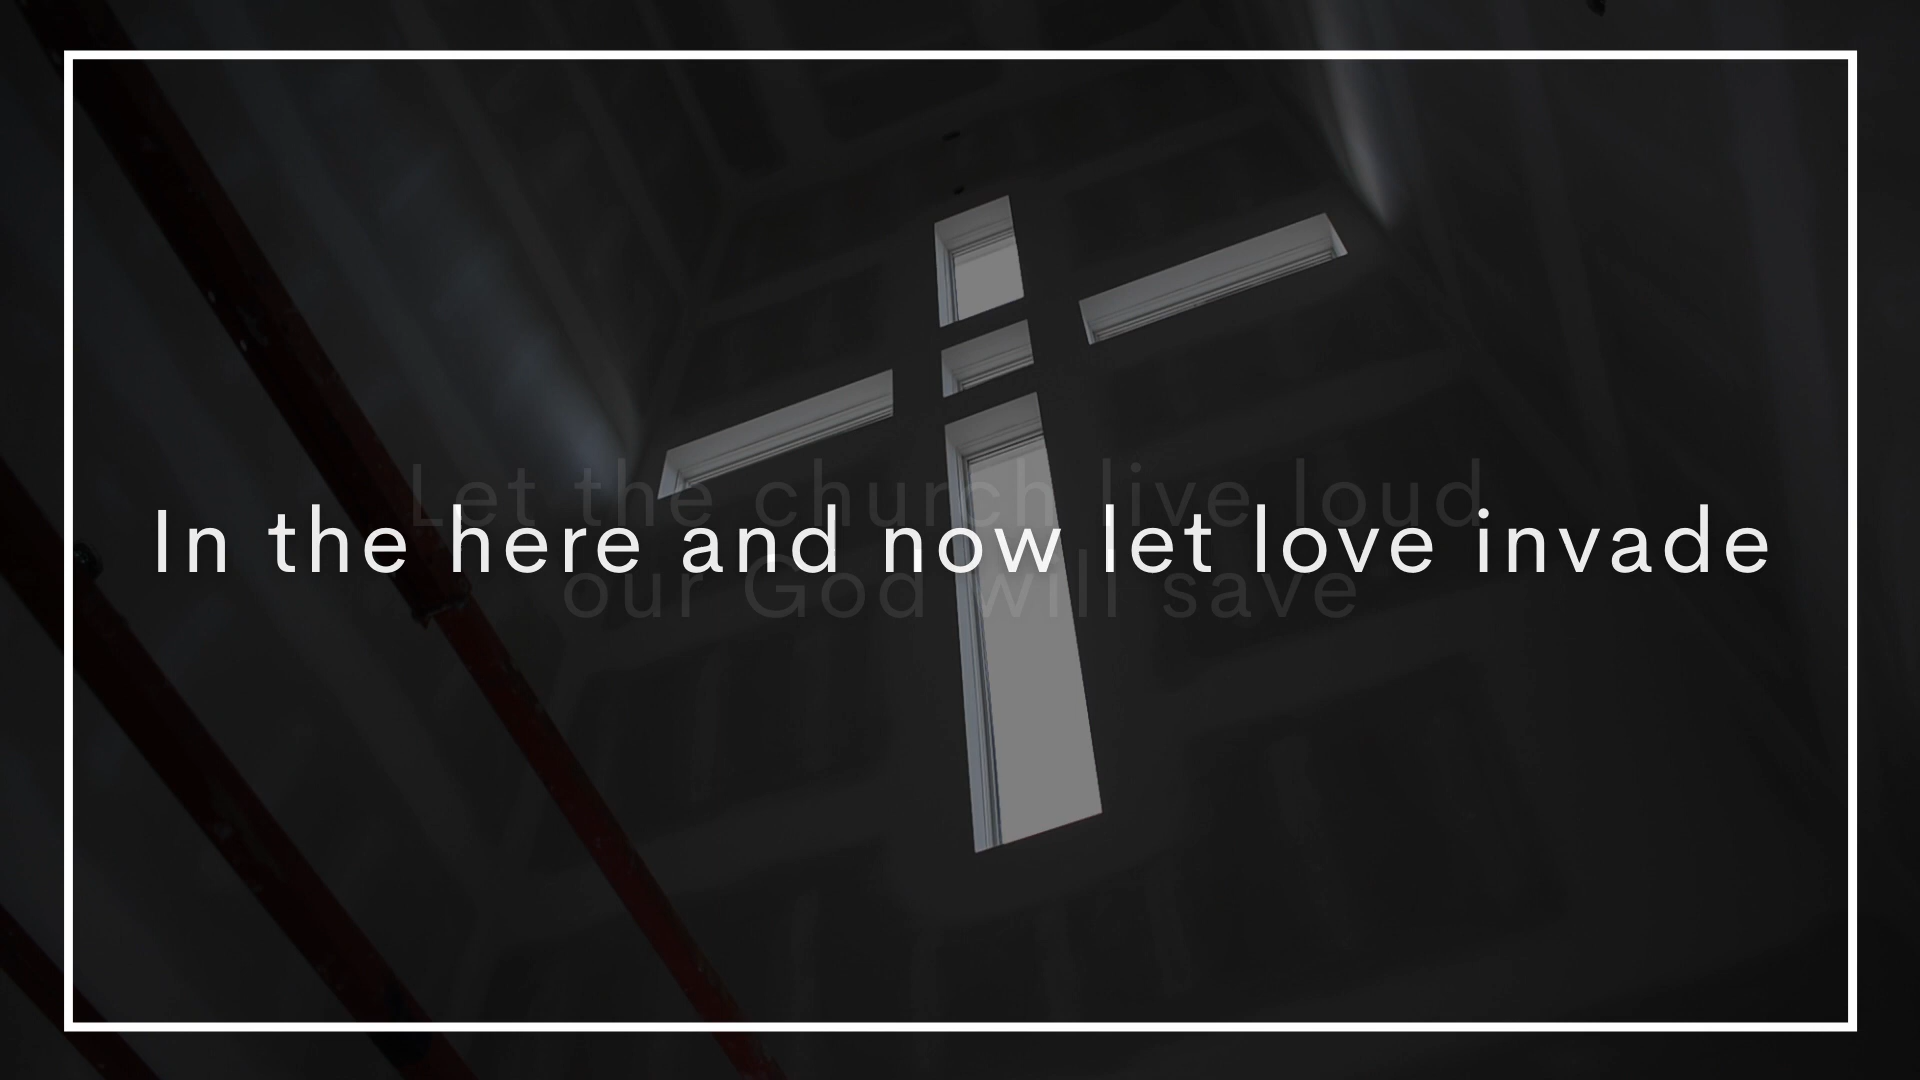 Let the church live loud
In the here and now let love invade
our God will save